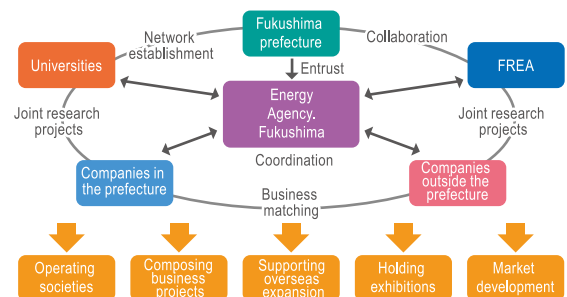 Fukushima
prefecture
Network
establishment
Collaboration
Universities
Entrust
FREA
Energy
Agency.
Fukushima
Joint research
projects
Joint research
projects
Coordination
Companies in
the prefecture
Companies
outside the
prefecture
Business
matching
Operating
societies
Composing
business
projects
Supporting
overseas
expansion
Holding
exhibitions
Market
development